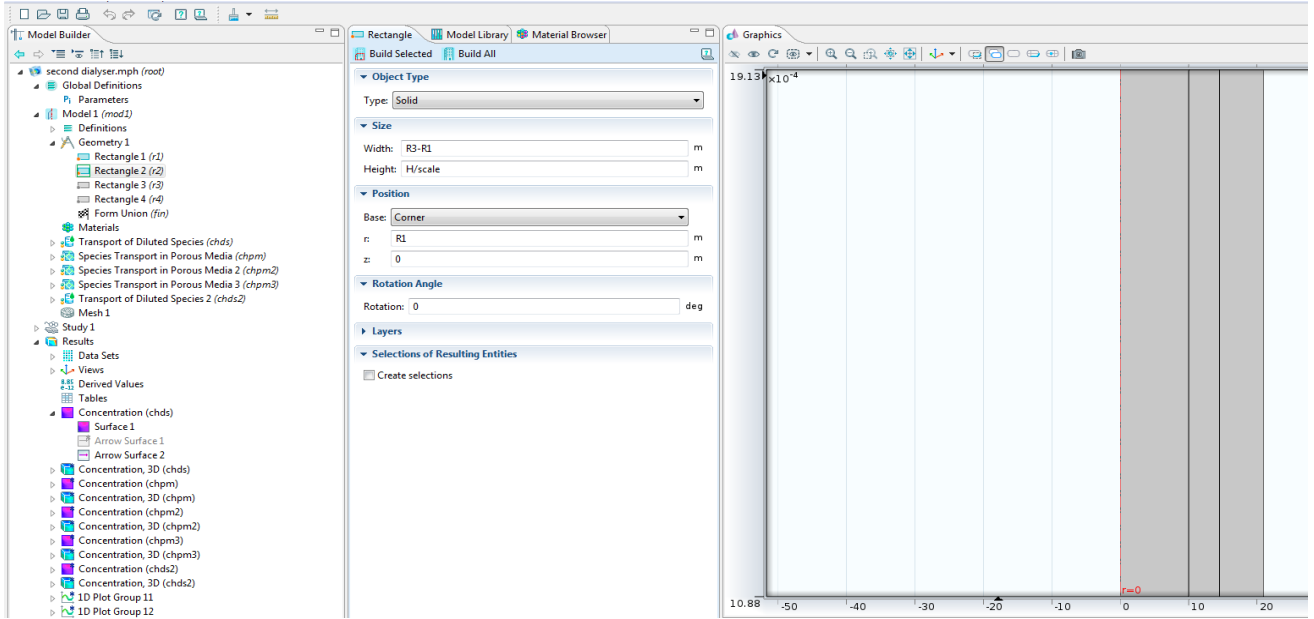 Model Builder
second dialyser.mph (root)
Global Definitions
Pi Parameters
Model 1 (mod1)
Definitions
Geometry 1
Rectangle 1 (r1)
Rectangle 2 (r2)
Rectangle 3 (r3)
Rectangle 4 (r4)
Form Union (fin)
Materials
Transport of Diluted Species (chds)
Species Transport in Porous Media (chpm)
Species Transport in Porous Media 2 (chpm2)
Species Transport in Porous Media 3 (chpm3)
Transport of Diluted Species 2 (chds2)
Mesh 1
Study 1
Results
Data Sets
Views
8.85 e-12 Derived Values
Tables
Concentration (chds)
Surface 1
Arrow Surface 1
Arrow Surface 2
Concentration, 3D (chds)
Concentration (chpm)
Concentration, 3D (chpm)
Concentration (chpm2)
Concentration, 3D (chpm2)
Concentration (chpm3)
Concentration, 3D (chpm3)
Concentration (chds2)
Concentration, 3D (chds2)
1D Plot Group 11
1D Plot Group 12
Rectangle Model Library Material Browser
Build Selected Build All
Object Type
Type: Solid
Size
Width: R3-R1 m
Height: H/scale m
Position
Base: Corner
r: R1 m
z: 0 m
Rotation Angle
Rotation: 0 deg
Layers
Selections of Resulting Entities
Create selections
Graphics
19.13 ×10-4
r=0
10.88 -50 -40 -30 -20 -10 0 10 20